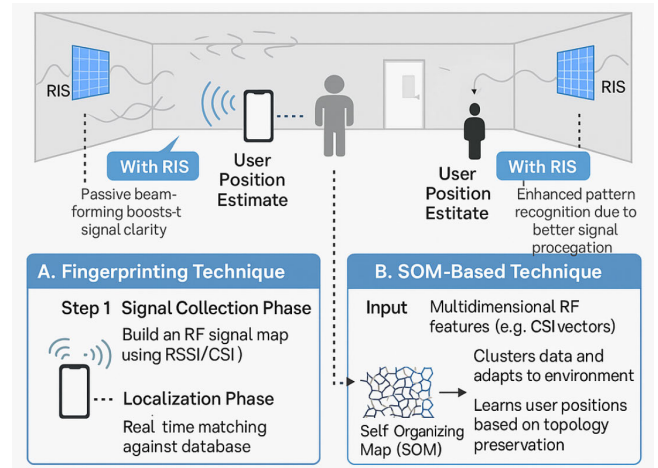 RIS
RIS
With RIS
User
Position
Estimate
User
Position
Estitate
With RIS
Passive beam-
forming boosts-t
signal clarity
Enhanced pattern
recognition due to
better signal
procegation
A. Fingerprinting Technique
Step 1 Signal Collection Phase
Build an RF signal map
using RSSI/CSI)
Localization Phase
Real time matching
against database
B. SOM-Based Technique
Input Multidimensional RF
features (e.g. CSI vectors)
Clusters data and
adapts to environment
Learns user positions
based on topology
preservation
Self Organizing
Map (SOM)